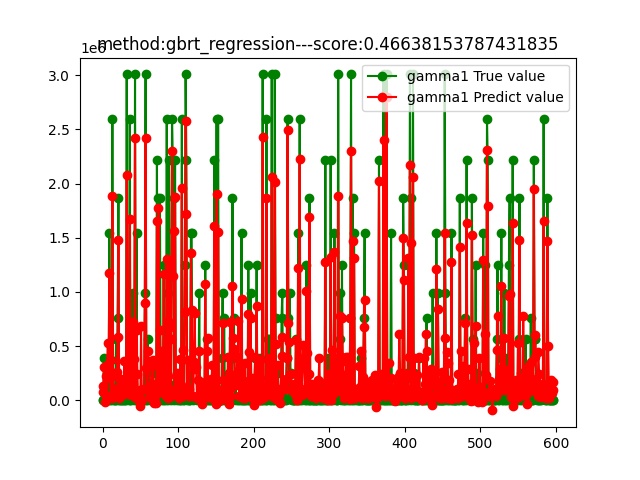 method:gbrt_regression---score:0.46638153787431835
1e6
gamma1 True value
gamma1 Predict value
3.0
2.5
2.0
1.5
1.0
0.5
0.0
0 100 200 300 400 500 600